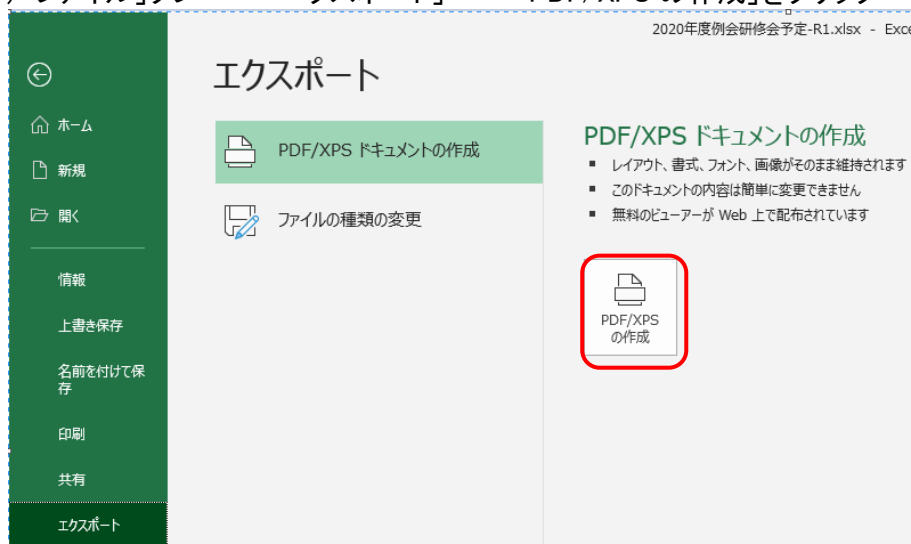 2020年度例会研修会予定-R1.xlsx - Exce
エクスポート
ホーム
新規
開く
情報
上書き保存
名前を付けて保
存
印刷
共有
エクスポート
PDF/XPS ドキュメントの作成
ファイルの種類の変更
PDF/XPS ドキュメントの作成
レイアウト、書式、フォント、画像がそのまま維持されます
このドキュメントの内容は簡単に変更できません
無料のビューアーが Web 上で配布されています
PDF/XPS
の作成